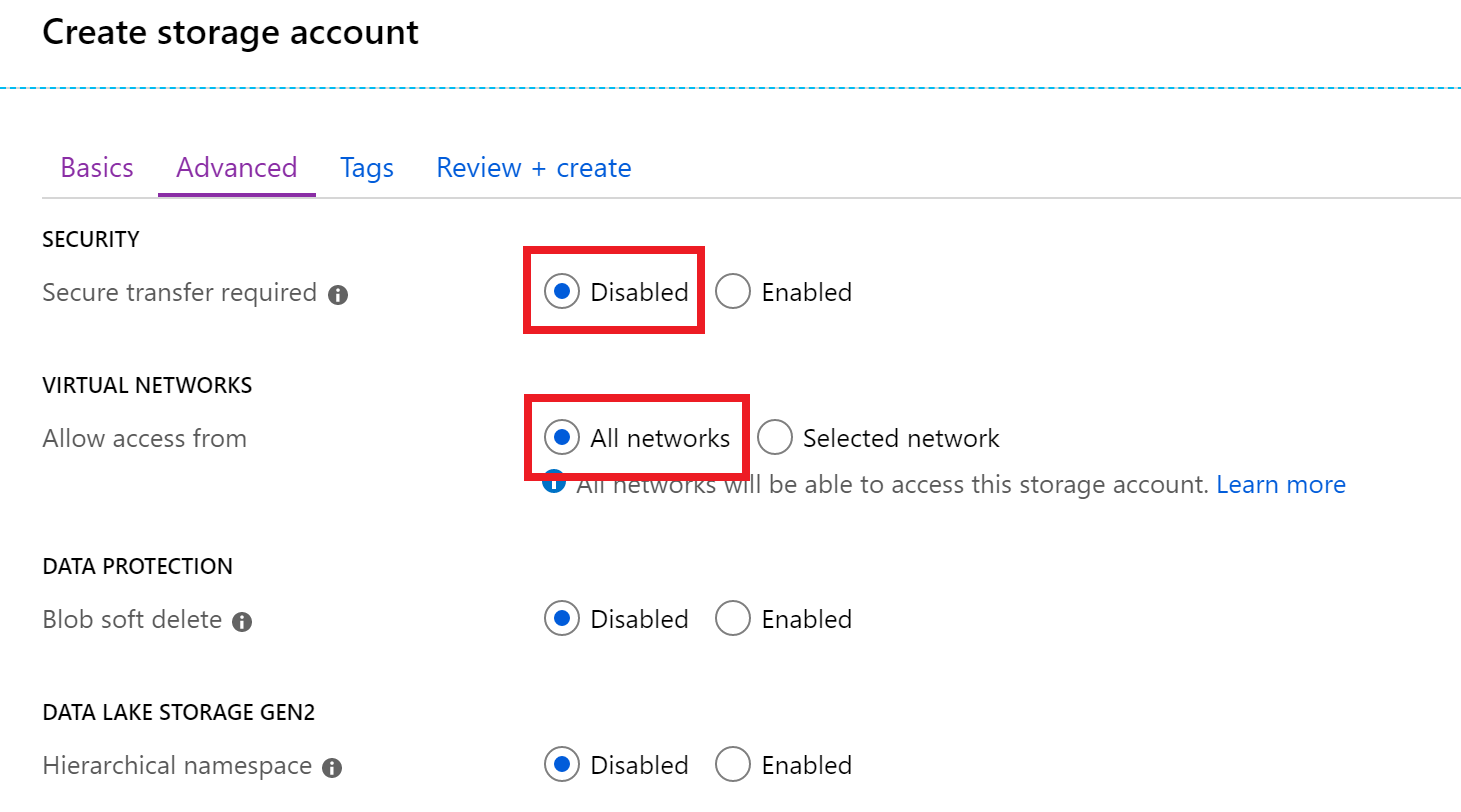 Create storage account
Basics Advanced Tags Review + create
SECURITY
Secure transfer required Disabled Enabled
VIRTUAL NETWORKS
Allow access from All networks Selected network
All networks will be able to access this storage account. Learn more
DATA PROTECTION
Blob soft delete Disabled Enabled
DATA LAKE STORAGE GEN2
Hierarchical namespace Disabled Enabled